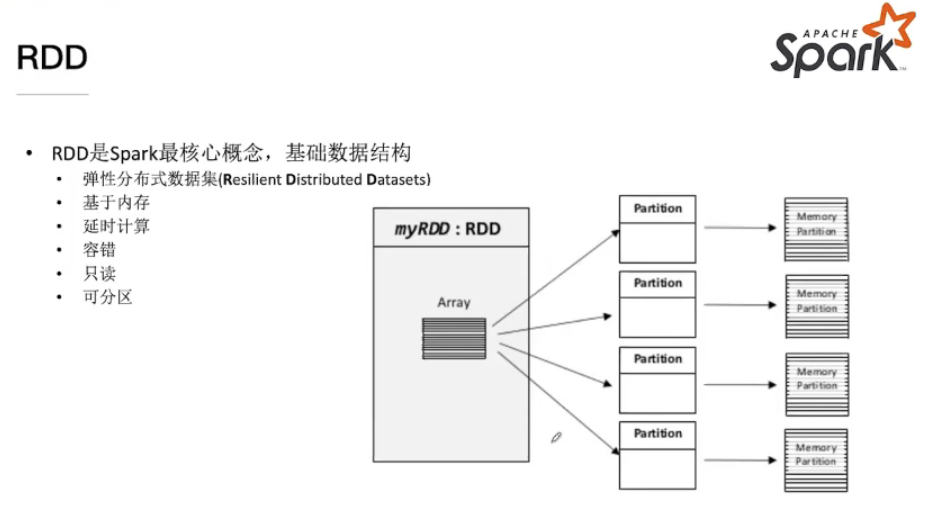 RDD
APACHE
Spark™
• RDD是Spark最核心概念，基础数据结构
• 弹性分布式数据集(Resilient Distributed Datasets)
• 基于内存
• 延时计算
• 容错
• 只读
• 可分区
myRDD : RDD
Array
Partition
Memory
Partition
Partition
Memory
Partition
Partition
Memory
Partition
Partition
Memory
Partition